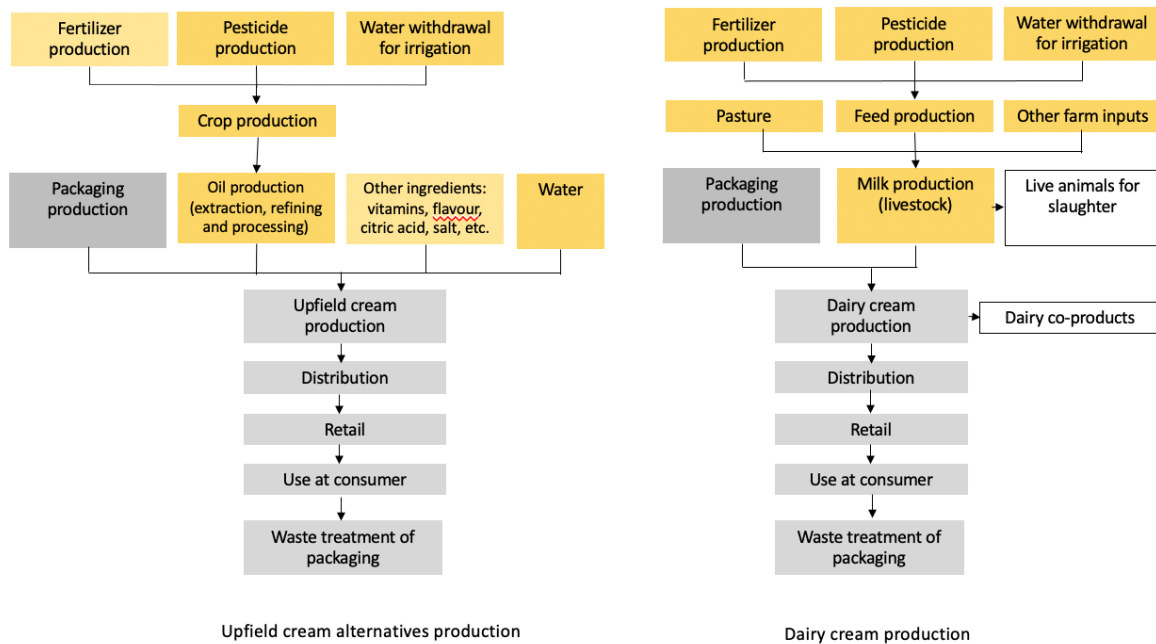 Fertilizer
production
Pesticide
production
Water withdrawal
for irrigation
Crop production
Packaging
production
Oil production
(extraction, refining
and processing)
Other ingredients:
vitamins, flavour,
citric acid, salt, etc.
Water
Upfield cream
production
Distribution
Retail
Use at consumer
Waste treatment of
packaging
Upfield cream alternatives production
Fertilizer
production
Pesticide
production
Water withdrawal
for irrigation
Pasture
Feed production
Other farm inputs
Packaging
production
Milk production
(livestock)
Live animals for
slaughter
Dairy cream
production
Dairy co-products
Distribution
Retail
Use at consumer
Waste treatment of
packaging
Dairy cream production